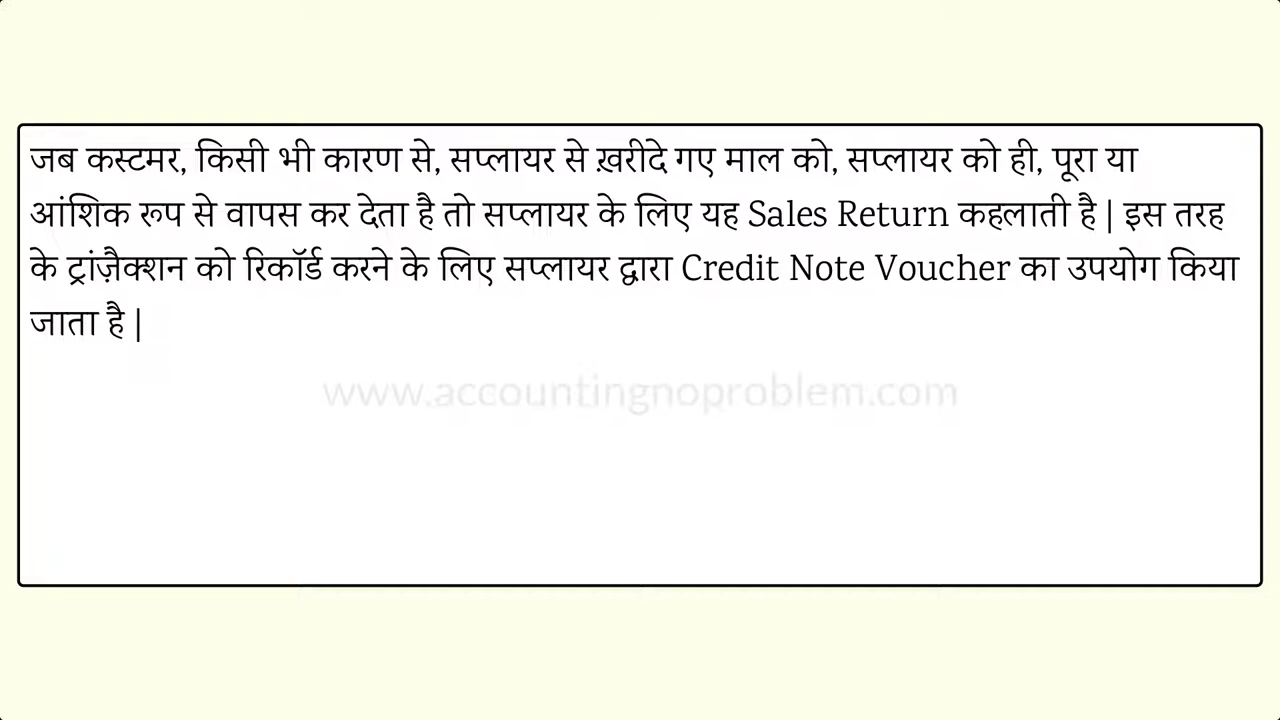 जब कस्टमर, किसी भी कारण से, सप्लायर से ख़रीदे गए माल को, सप्लायर को ही, पूरा या
आंशिक रूप से वापस कर देता है तो सप्लायर के लिए यह Sales Return कहलाती है | इस तरह
के ट्रांज़ैक्शन को रिकॉर्ड करने के लिए सप्लायर द्वारा Credit Note Voucher का उपयोग किया
जाता है |
www.accountingnoproblem.com